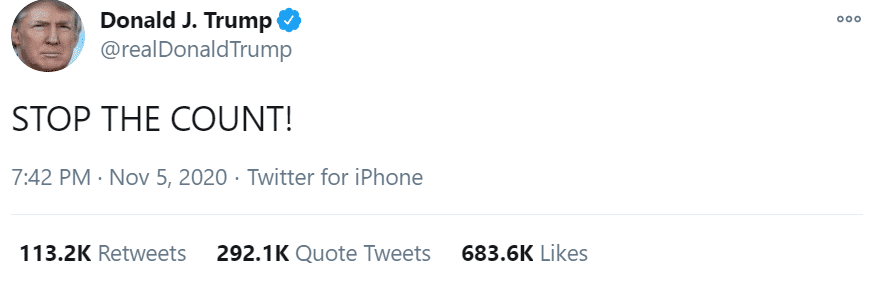 Donald J. Trump
@realDonaldTrump
STOP THE COUNT!
7:42 PM · Nov 5, 2020 · Twitter for iPhone
113.2K Retweets 292.1K Quote Tweets 683.6K Likes